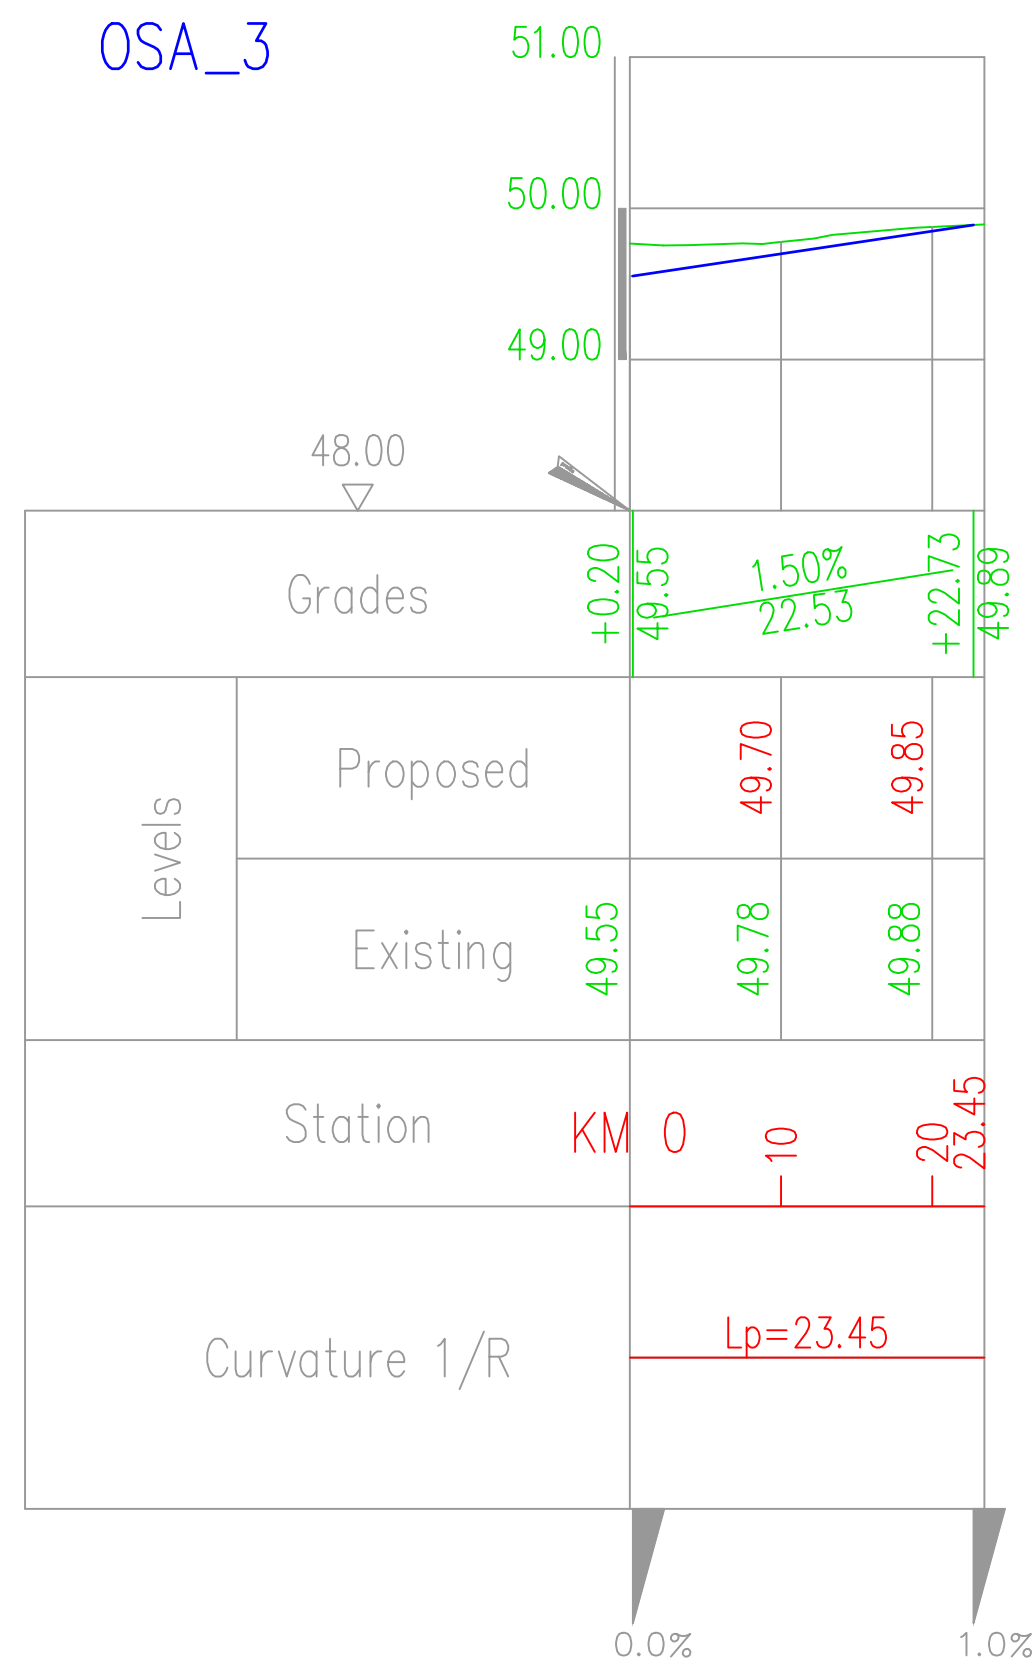 OSA_3
51.00
50.00
49.00
48.00
Grades
+0.20
49.55
1.50%
22.53
+22.73
49.89
Levels
Proposed
49.70
49.85
Existing
49.55
49.78
49.88
Station
KM 0
10
20
23.45
Curvature 1/R
Lp=23.45
0.0%
1.0%